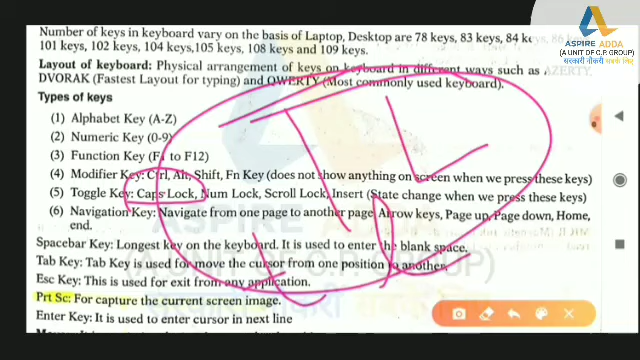 Number of keys in keyboard vary on the basis of Laptop, Desktop are 78 keys, 83 keys, 84 keys, 86 keys
101 keys, 102 keys, 104 keys,105 keys, 108 keys and 109 keys.
Layout of keyboard: Physical arrangement of keys on keyboard in different ways such as AZERTY,
DVORAK (Fastest Layout for typing) and QWERTY (Most commonly used keyboard).
Types of keys
(1) Alphabet Key (A-Z)
(2) Numeric Key (0-9)
(3) Function Key (F1 to F12)
(4) Modifier Key: Ctrl, Alt, Shift, Fn Key (does not show anything on screen when we press these keys)
(5) Toggle Key: Caps Lock, Num Lock, Scroll Lock, Insert (State change when we press these keys)
(6) Navigation Key: Navigate from one page to another page, Arrow keys, Page up, Page down, Home,
end.
Spacebar Key: Longest key on the keyboard. It is used to enter the blank space.
Tab Key: Tab Key is used for move the cursor from one position to another.
Esc Key: This is used for exit from any application.
Prt Sc: For capture the current screen image.
Enter Key: It is used to enter cursor in next line
ASPIRE ADDA
(A UNIT OF C.P. GROUP)
सरकारी नौकरी सबके लिए
(A UNIT OF C.P. GROUP)